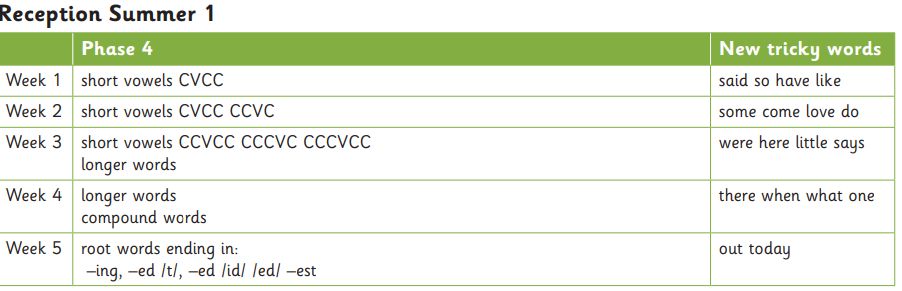 Reception Summer 1
Phase 4 New tricky words
Week 1 short vowels CVCC said so have like
Week 2 short vowels CVCC CCVC some come love do
Week 3 short vowels CCVCC CCCVC CCCVCC were here little says
longer words
Week 4 longer words there when what one
compound words
Week 5 root words ending in: out today
–ing, –ed /t/, –ed /id/ /ed/ –est